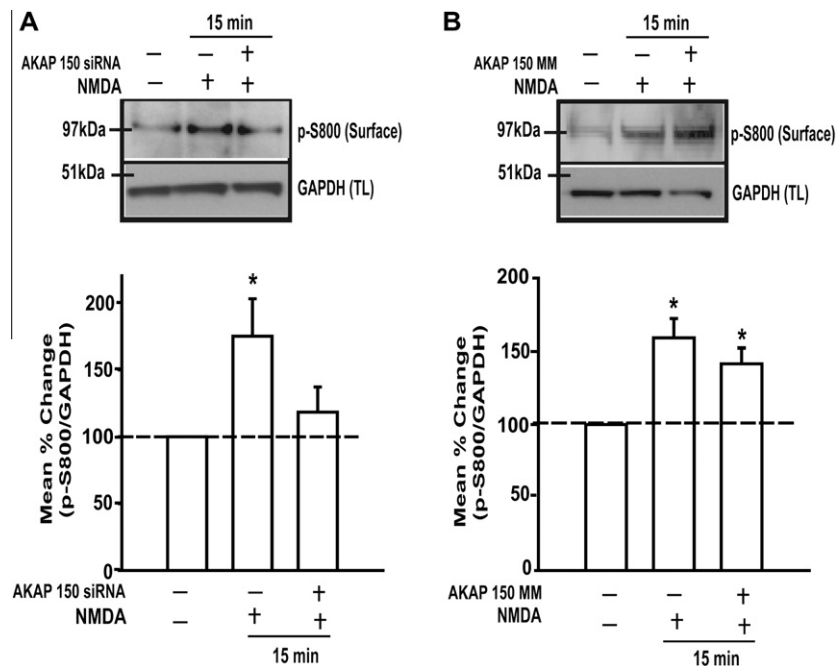 A
15 min
AKAP 150 siRNA – – +
NMDA – + +
97kDa
p-S800 (Surface)
51kDa
GAPDH (TL)
Mean % Change
(p-S800/GAPDH)
200
150
100
50
0
*
AKAP 150 siRNA – – +
NMDA – + +
15 min
B
15 min
AKAP 150 MM – – +
NMDA – + +
97kDa
p-S800 (Surface)
51kDa
GAPDH (TL)
Mean % Change
(p-S800/GAPDH)
200
150
100
50
0
* *
AKAP 150 MM – – +
NMDA – + +
15 min